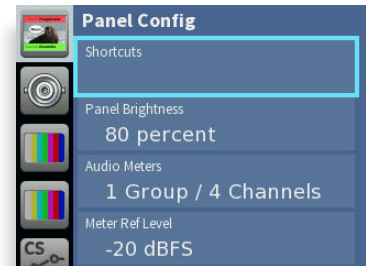 Panel Config
Shortcuts
Panel Brightness
80 percent
Audio Meters
1 Group / 4 Channels
Meter Ref Level
-20 dBFS
CS